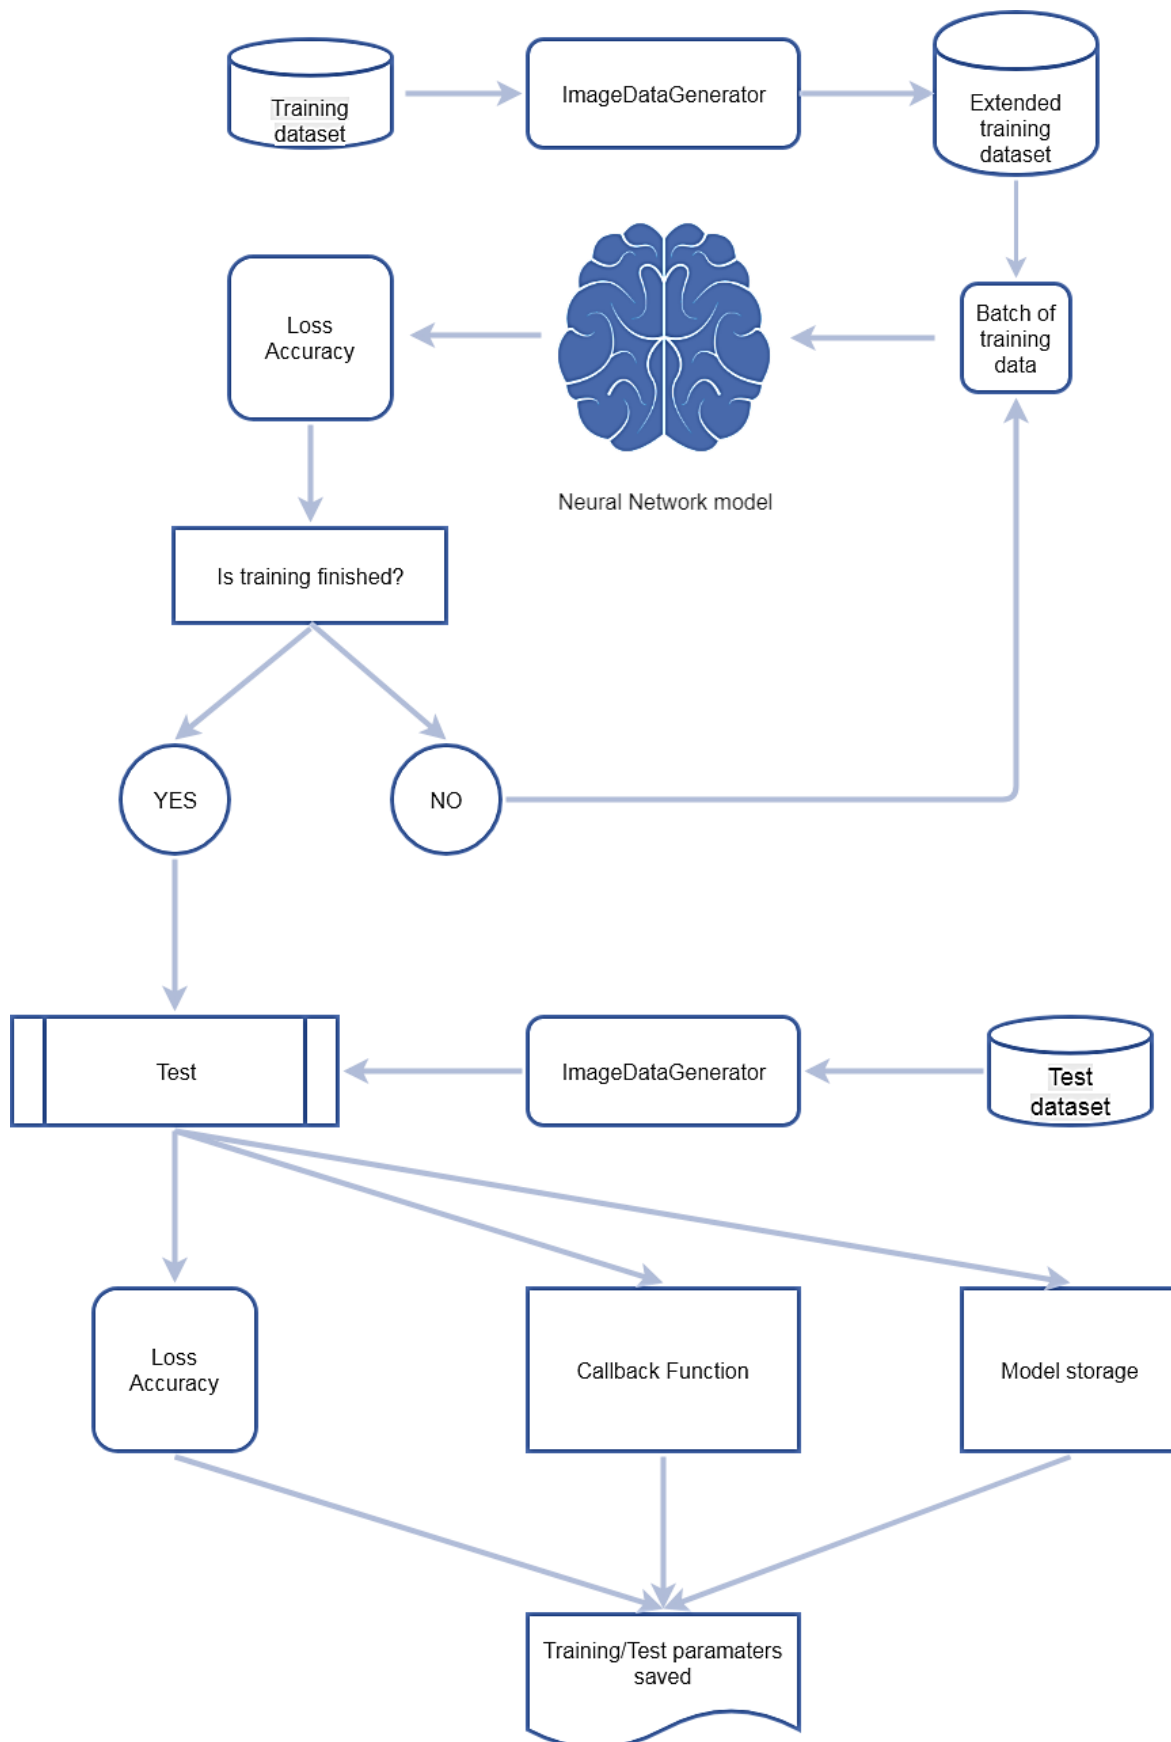 Training
dataset
ImageDataGenerator
Extended
training
dataset
Loss
Accuracy
Batch of
training
data
Neural Network model
Is training finished?
YES
NO
Test
ImageDataGenerator
Test
dataset
Loss
Accuracy
Callback Function
Model storage
Training/Test paramaters
saved